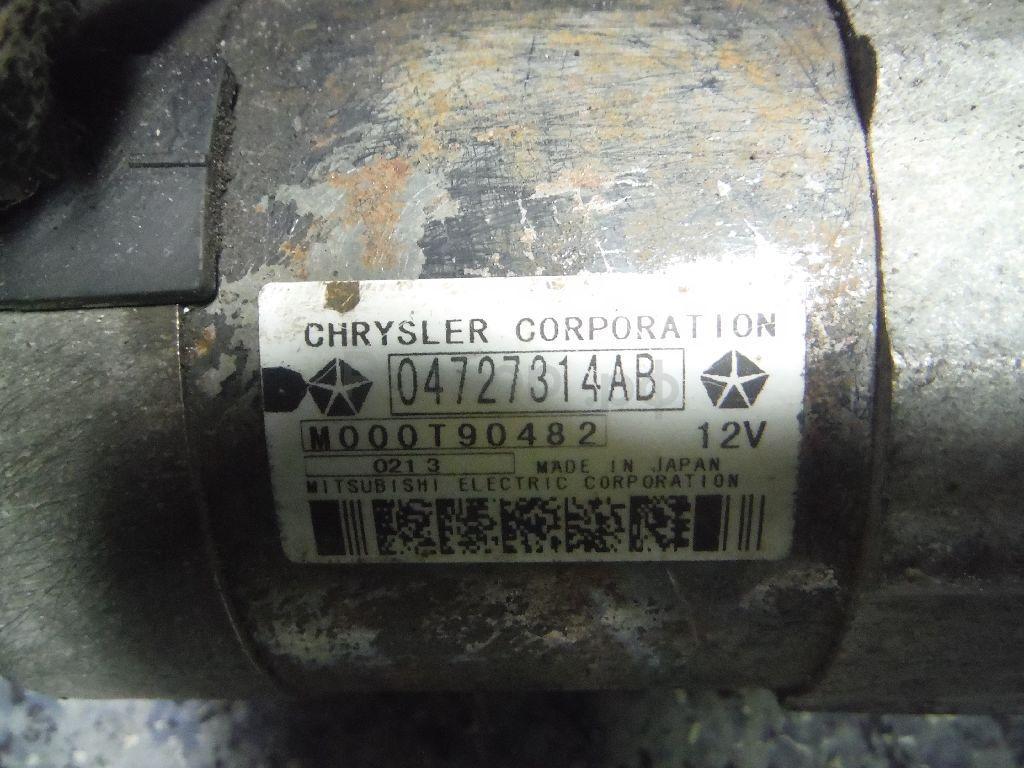 CHRYSLER CORPORATION
04727314AB
M000T90482 12V
0213 MADE IN JAPAN
MITSUBISHI ELECTRIC CORPORATION